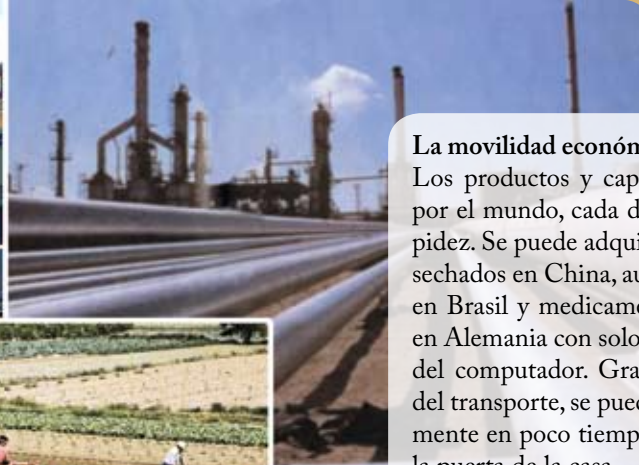 La movilidad económ
Los productos y cap
por el mundo, cada d
pidez. Se puede adqui
sechados en China, au
en Brasil y medicame
en Alemania con solo
del computador. Gra
del transporte, se pued
mente en poco tiemp
la puerta de la casa